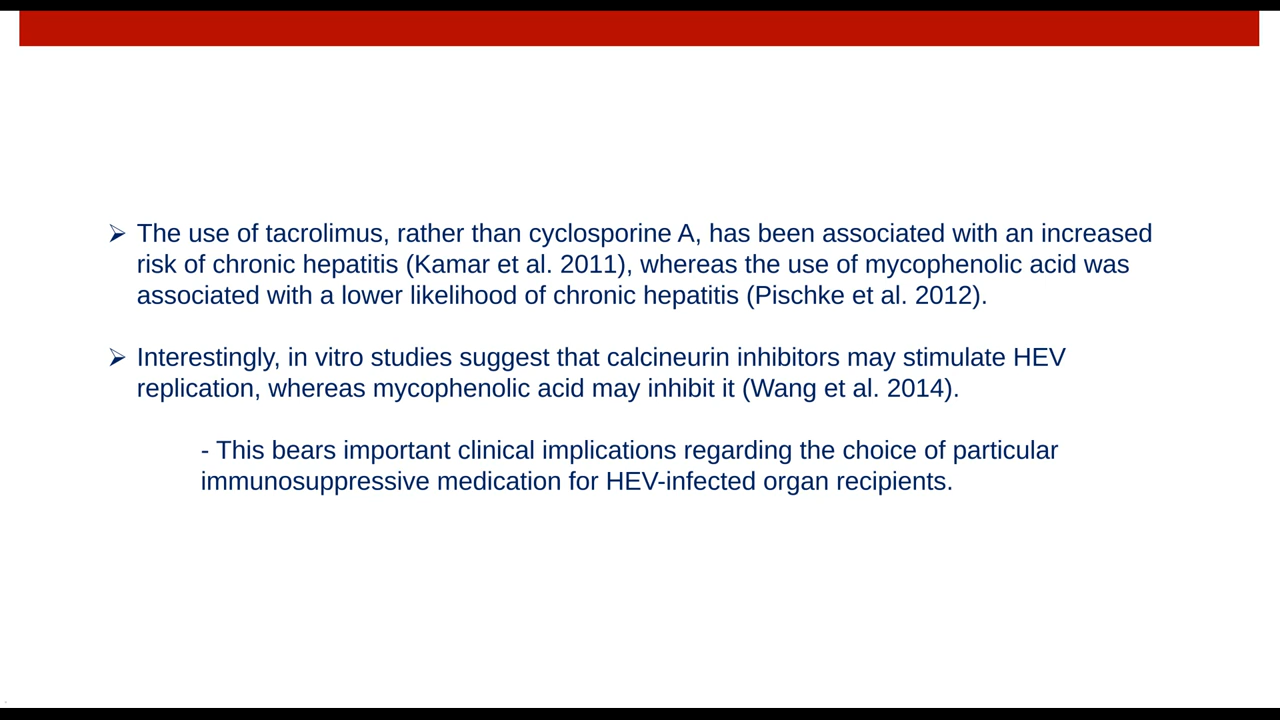 ➢ The use of tacrolimus, rather than cyclosporine A, has been associated with an increased
risk of chronic hepatitis (Kamar et al. 2011), whereas the use of mycophenolic acid was
associated with a lower likelihood of chronic hepatitis (Pischke et al. 2012).
➢ Interestingly, in vitro studies suggest that calcineurin inhibitors may stimulate HEV
replication, whereas mycophenolic acid may inhibit it (Wang et al. 2014).
- This bears important clinical implications regarding the choice of particular
immunosuppressive medication for HEV-infected organ recipients.